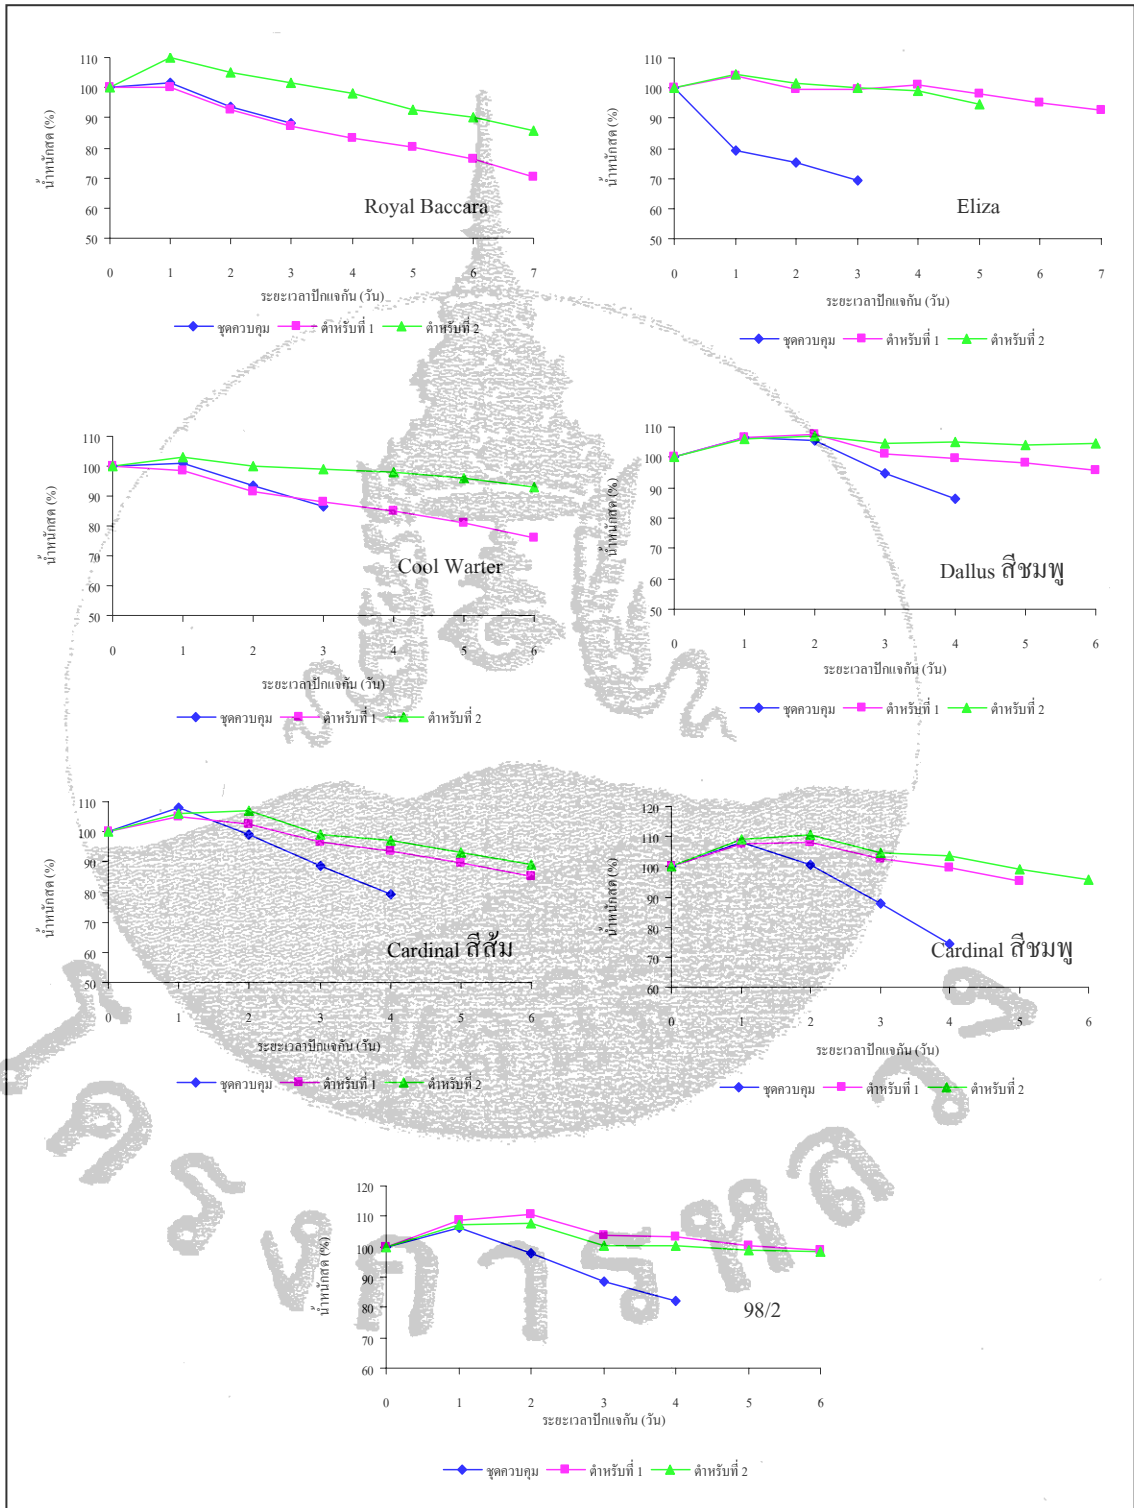 110
100
90
80
70
60
50
น้ำหนักสด (%)
Royal Baccara
0 1 2 3 4 5 6 7
ระยะเวลาปักแจกัน (วัน)
ชุดควบคุม ตำหรับที่ 1 ตำหรับที่ 2
110
100
90
80
70
60
50
น้ำหนักสด (%)
Eliza
0 1 2 3 4 5 6 7
ระยะเวลาปักแจกัน (วัน)
ชุดควบคุม ตำหรับที่ 1 ตำหรับที่ 2
110
100
90
80
70
60
50
น้ำหนักสด (%)
Cool Warter
0 1 2 3 4 5 6
ระยะเวลาปักแจกัน (วัน)
ชุดควบคุม ตำหรับที่ 1 ตำหรับที่ 2
110
100
90
80
70
60
50
น้ำหนักสด (%)
Dallus สีชมพู
0 1 2 3 4 5 6
ระยะเวลาปักแจกัน (วัน)
ชุดควบคุม ตำหรับที่ 1 ตำหรับที่ 2
110
100
90
80
70
60
50
น้ำหนักสด (%)
Cardinal สีส้ม
0 1 2 3 4 5 6
ระยะเวลาปักแจกัน (วัน)
ชุดควบคุม ตำหรับที่ 1 ตำหรับที่ 2
120
110
100
90
80
70
60
น้ำหนักสด (%)
Cardinal สีชมพู
0 1 2 3 4 5 6
ระยะเวลาปักแจกัน (วัน)
ชุดควบคุม ตำหรับที่ 1 ตำหรับที่ 2
120
110
100
90
80
70
60
น้ำหนักสด (%)
98/2
0 1 2 3 4 5 6
ระยะเวลาปักแจกัน (วัน)
ชุดควบคุม ตำหรับที่ 1 ตำหรับที่ 2